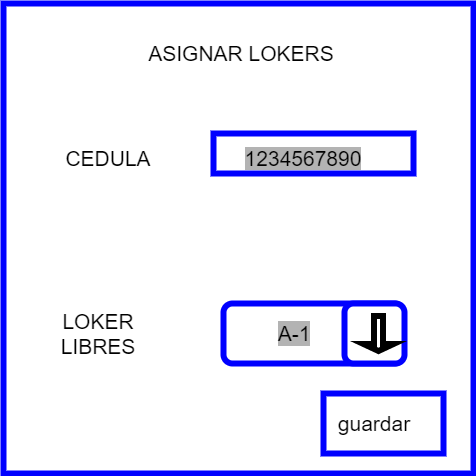 ASIGNAR LOKERS
CEDULA
1234567890
LOKER
LIBRES
A-1
guardar